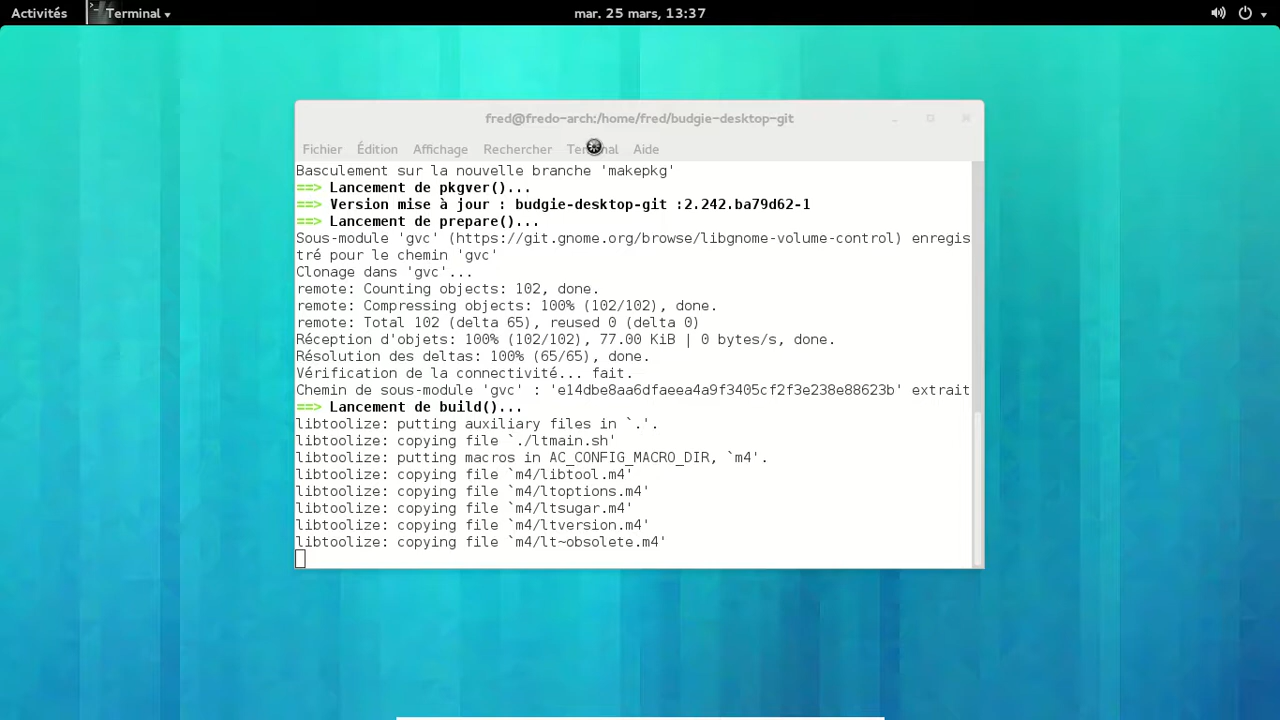 Activités Terminal mar. 25 mars, 13:37
fred@fredo-arch:/home/fred/budgie-desktop-git
Fichier Édition Affichage Rechercher Terminal Aide
Basculement sur la nouvelle branche 'makepkg'
==> Lancement de pkgver()...
==> Version mise à jour : budgie-desktop-git :2.242.ba79d62-1
==> Lancement de prepare()...
Sous-module 'gvc' (https://git.gnome.org/browse/libgnome-volume-control) enregis
tré pour le chemin 'gvc'
Clonage dans 'gvc'...
remote: Counting objects: 102, done.
remote: Compressing objects: 100% (102/102), done.
remote: Total 102 (delta 65), reused 0 (delta 0)
Réception d'objets: 100% (102/102), 77.00 KiB | 0 bytes/s, done.
Résolution des deltas: 100% (65/65), done.
Vérification de la connectivité... fait.
Chemin de sous-module 'gvc' : 'e14dbe8aa6dfaeea4a9f3405cf2f3e238e88623b' extrait
==> Lancement de build()...
libtoolize: putting auxiliary files in `.'.
libtoolize: copying file `./ltmain.sh'
libtoolize: putting macros in AC_CONFIG_MACRO_DIR, `m4'.
libtoolize: copying file `m4/libtool.m4'
libtoolize: copying file `m4/ltoptions.m4'
libtoolize: copying file `m4/ltsugar.m4'
libtoolize: copying file `m4/ltversion.m4'
libtoolize: copying file `m4/lt~obsolete.m4'